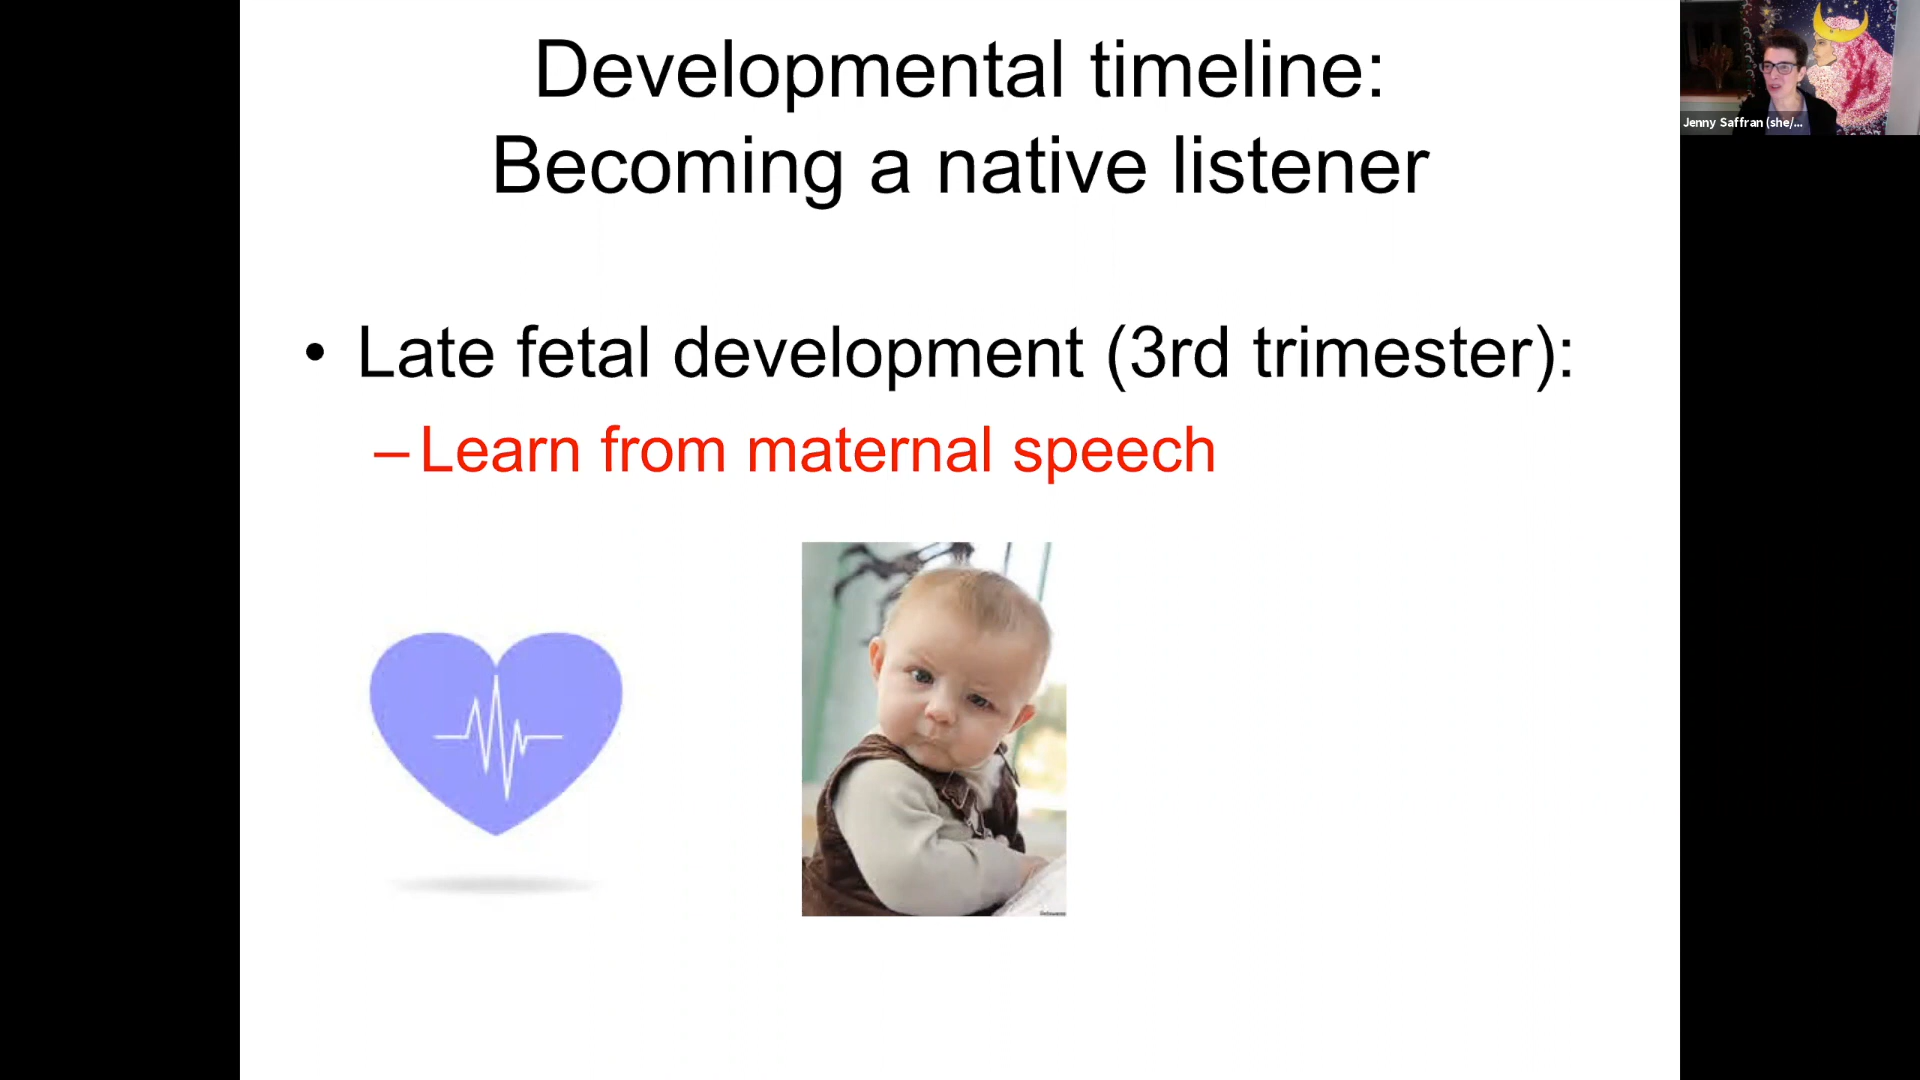 Developmental timeline:
Becoming a native listener
• Late fetal development (3rd trimester):
– Learn from maternal speech
Jenny Saffran (she/...